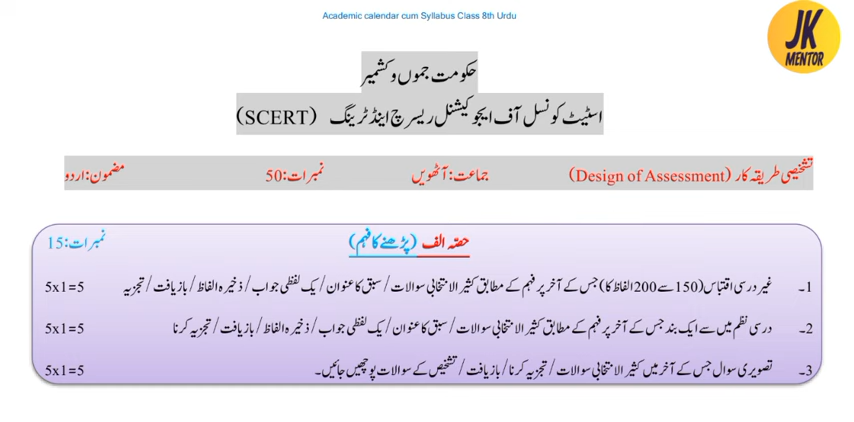 Academic calendar cum Syllabus Class 8th Urdu
JK
MENTOR
حکومت جموں و کشمیر
اسٹیٹ کونسل آف ایجوکیشنل ریسرچ اینڈ ٹریننگ (SCERT)
تشخیصی طریقہ کار (Design of Assessment) جماعت: آٹھویں نمبرات: 50 مضمون: اردو
حصّہ الف (پڑھنے کا فہم) نمبرات: 15
1۔ غیر درسی اقتباس (150 سے 200 الفاظ کا) جس کے آخر پر فہم کے مطابق کثیر الانتخابی سوالات / سبق کا عنوان / یک لفظی جواب / ذخیرہ الفاظ / بازیافت / تجزیہ 5x1=5
2۔ درسی نظم میں سے ایک بند جس کے آخر پر فہم کے مطابق کثیر الانتخابی سوالات / سبق کا عنوان / یک لفظی جواب / ذخیرہ الفاظ / بازیافت / تجزیہ کرنا 5x1=5
3۔ تصویری سوال جس کے آخر میں کثیر الانتخابی سوالات / تجزیہ کرنا / بازیافت / تشخیص کے سوالات پوچھیں جائیں۔ 5x1=5